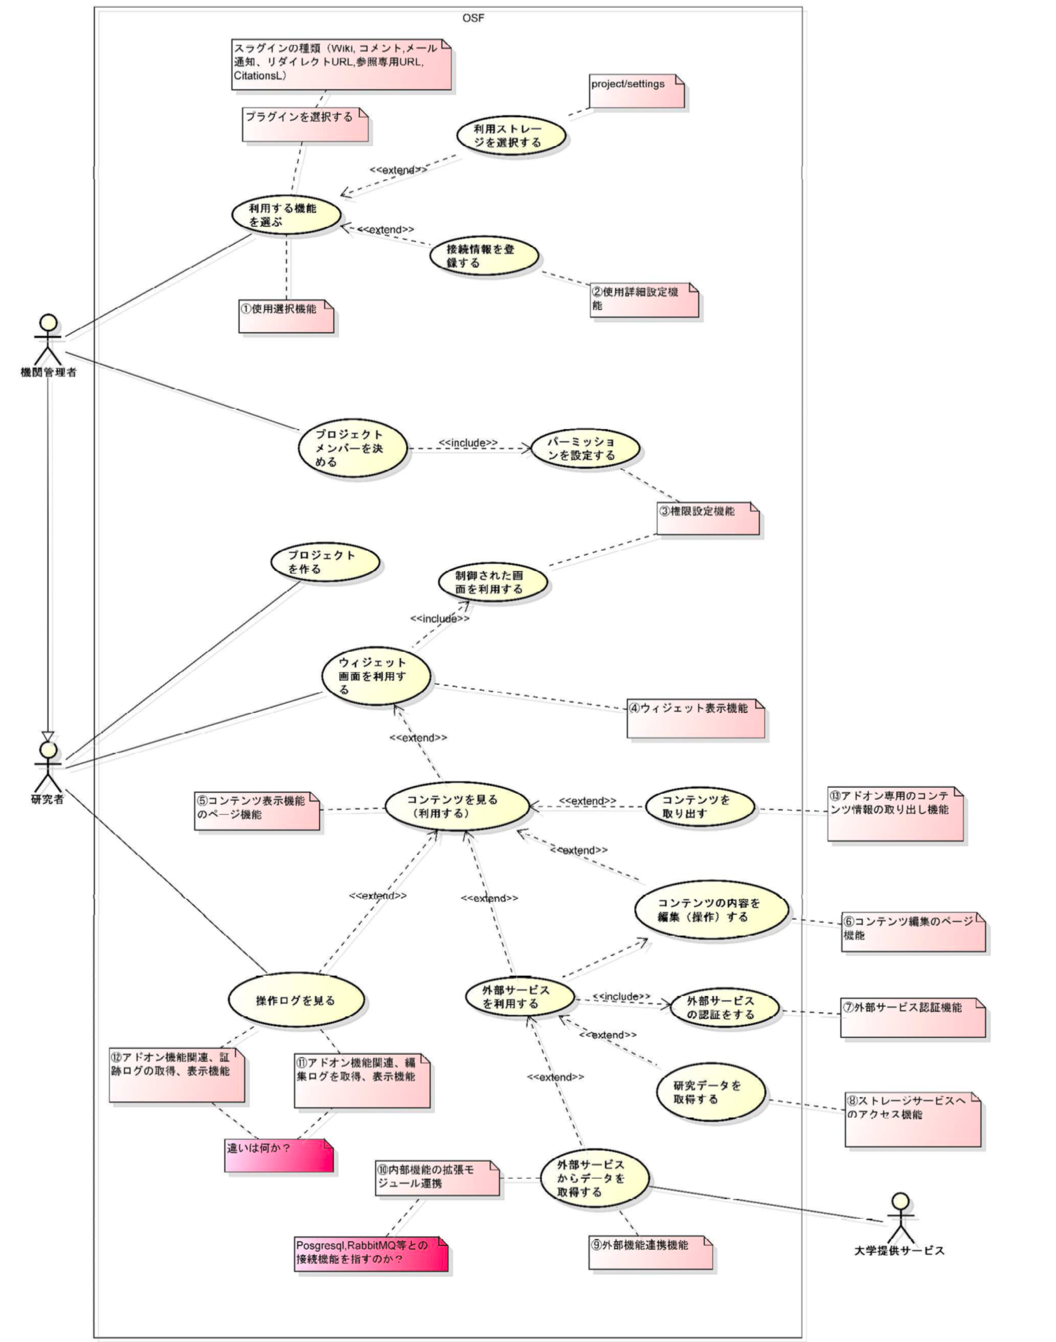 OSF
スラグインの種類（Wiki, コメント,メール
通知、リダイレクトURL,参照専用URL,
CitationsL）
プラグインを選択する
project/settings
利用ストレー
ジを選択する
<<extend>>
利用する機能
を選ぶ
<<extend>>
接続情報を登
録する
①使用選択機能
②使用詳細設定機
能
機関管理者
プロジェクト
メンバーを決
める
<<include>>
パーミッショ
ンを設定する
③権限設定機能
プロジェクト
を作る
制御された画
面を利用する
<<include>>
ウィジェット
画面を利用す
る
④ウィジェット表示機能
<<extend>>
研究者
⑤コンテンツ表示機能
のページ機能
コンテンツを見る
（利用する）
<<extend>>
コンテンツを
取り出す
⑬アドオン専用のコンテ
ンツ情報の取り出し機能
<<extend>>
<<extend>>
<<extend>>
コンテンツの内容を
編集（操作）する
⑥コンテンツ編集のページ
機能
操作ログを見る
外部サービス
を利用する
<<include>>
外部サービス
の認証をする
⑦外部サービス認証機能
<<extend>>
⑫アドオン機能関連、証
跡ログの取得、表示機能
⑪アドオン機能関連、編
集ログを取得、表示機能
<<extend>>
研究データを
取得する
⑧ストレージサービスへ
のアクセス機能
違いは何か？
⑩内部機能の拡張モ
ジュール連携
外部サービス
からデータを
取得する
Posgresql,RabbitMQ等との
接続機能を指すのか？
⑨外部機能連携機能
大学提供サービス